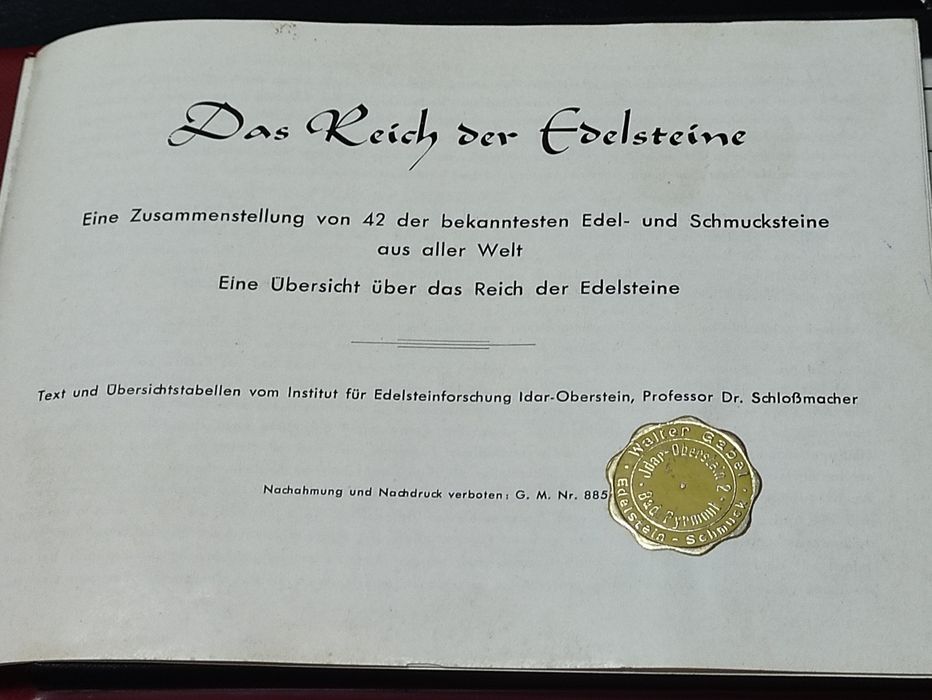 Das Reich der Edelsteine
Eine Zusammenstellung von 42 der bekanntesten Edel- und Schmucksteine
aus aller Welt
Eine Übersicht über das Reich der Edelsteine
Text und Übersichtstabellen vom Institut für Edelsteinforschung Idar-Oberstein, Professor Dr. Schloßmacher
Nachahmung und Nachdruck verboten: G. M. Nr. 885
· Walter Gabel ·
Edelstein - Schmuck
Idar-Oberstein 2
· Bad Pyrmont ·